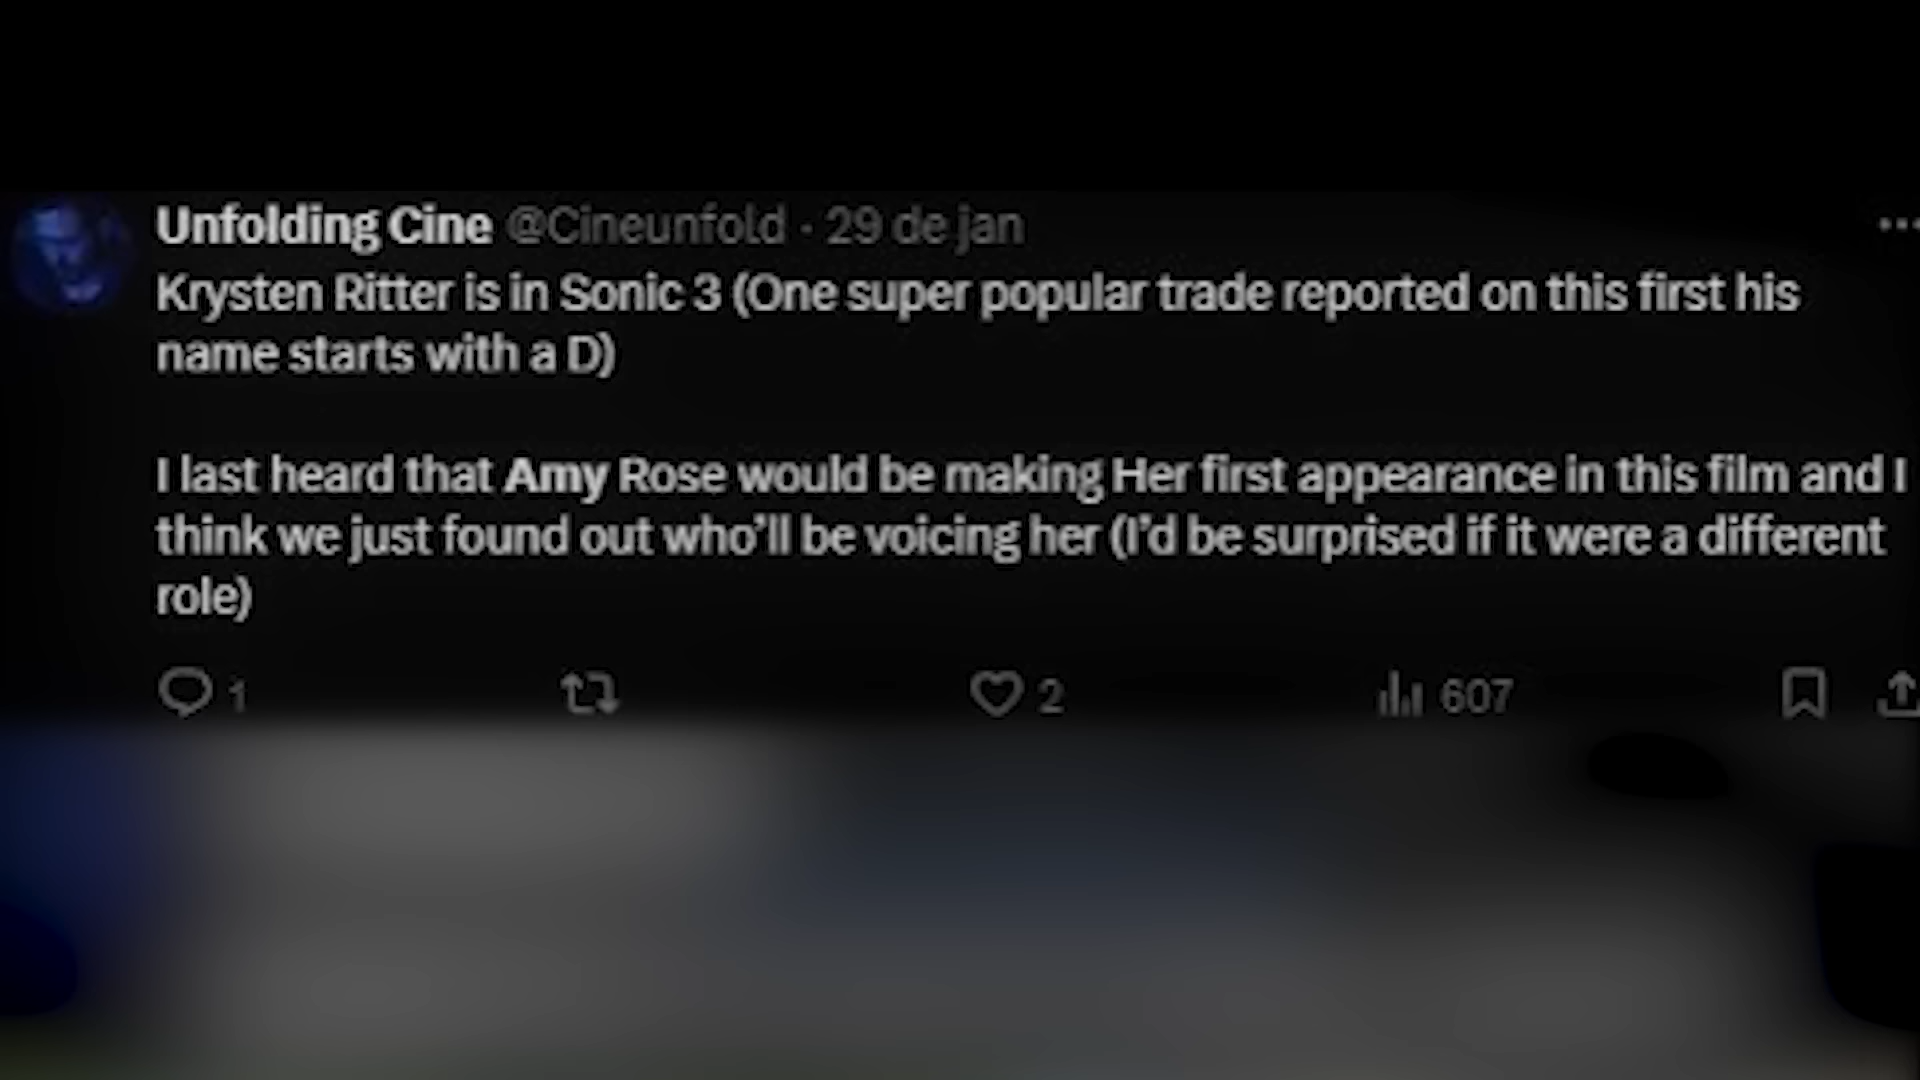 Unfolding Cine @Cineunfold · 29 de jan
Krysten Ritter is in Sonic 3 (One super popular trade reported on this first his
name starts with a D)
I last heard that Amy Rose would be making Her first appearance in this film and I
think we just found out who’ll be voicing her (I’d be surprised if it were a different
role)
1 2 607